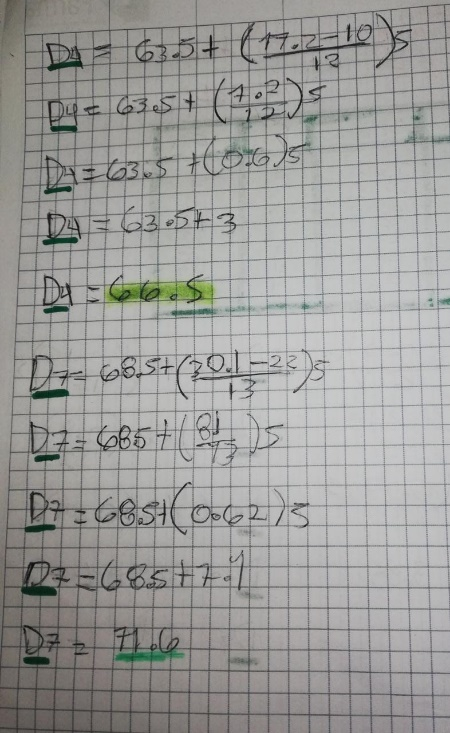 D4 = 63.5 + (17.2 - 10 / 12) 5
D4 = 63.5 + (7.2 / 12) 5
D4 = 63.5 + (0.6) 5
D4 = 63.5 + 3
D4 = 66.5
D7 = 68.5 + (30.1 - 22 / 13) 5
D7 = 68.5 + (81 / 13) 5
D7 = 68.5 + (0.62) 5
D7 = 68.5 + 7.1
D7 = 71.6